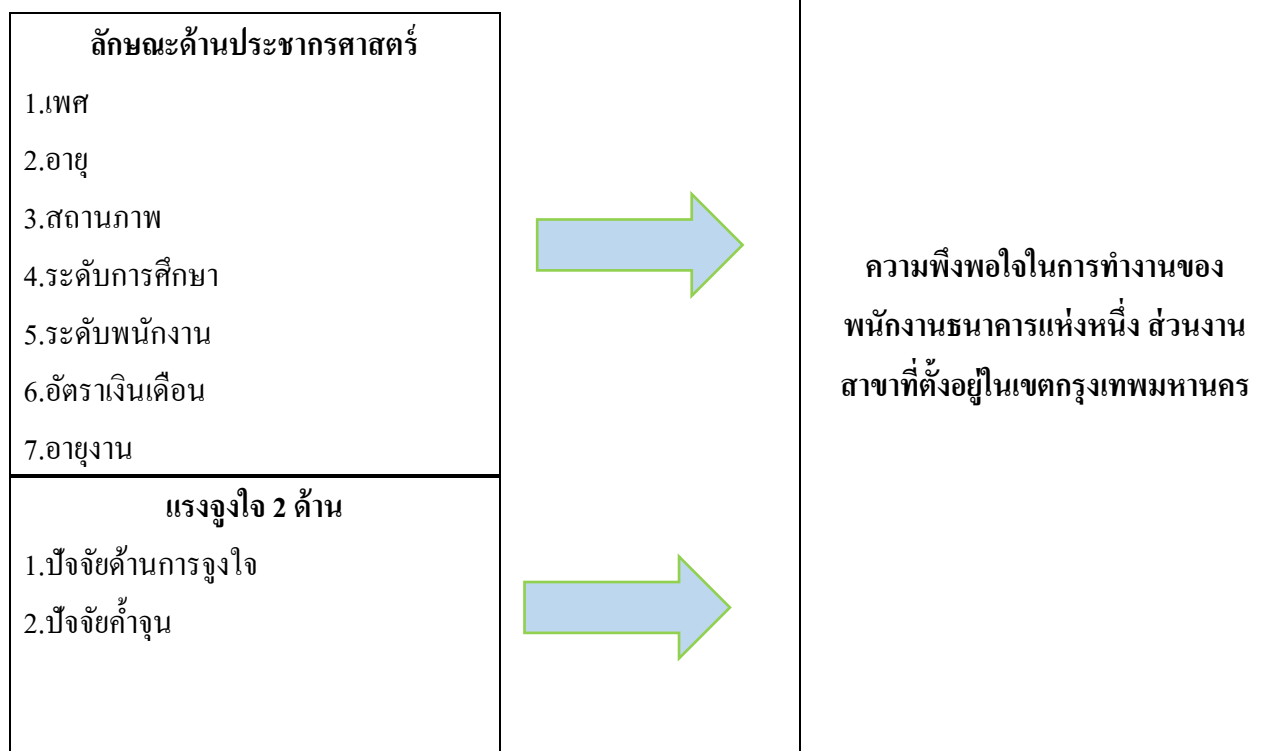 ลักษณะด้านประชากรศาสตร์
1.เพศ
2.อายุ
3.สถานภาพ
4.ระดับการศึกษา
5.ระดับพนักงาน
6.อัตราเงินเดือน
7.อายุงาน
แรงจูงใจ 2 ด้าน
1.ปัจจัยด้านการจูงใจ
2.ปัจจัยค้ำจุน
ความพึงพอใจในการทำงานของ
พนักงานธนาคารแห่งหนึ่ง ส่วนงาน
สาขาที่ตั้งอยู่ในเขตกรุงเทพมหานคร